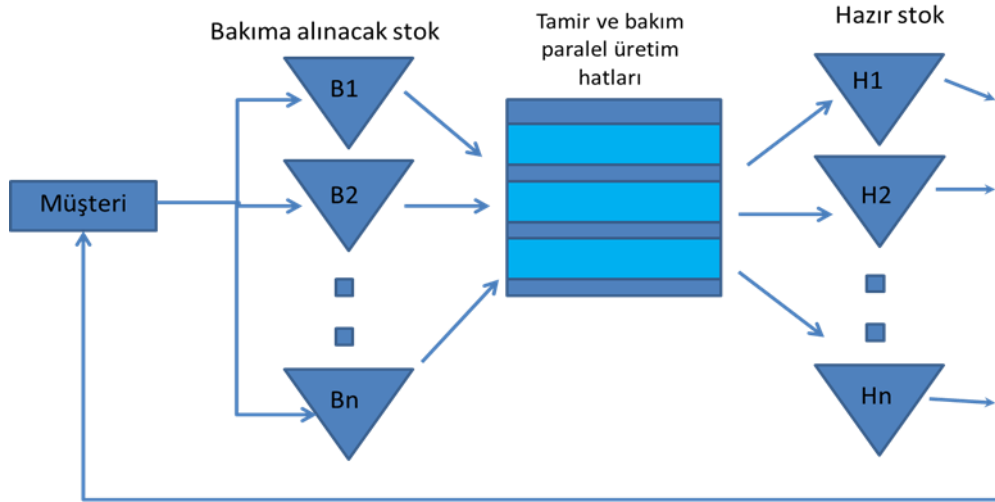 Bakıma alınacak stok
Tamir ve bakım
paralel üretim
hatları
Hazır stok
Müşteri
B1
B2
Bn
H1
H2
Hn